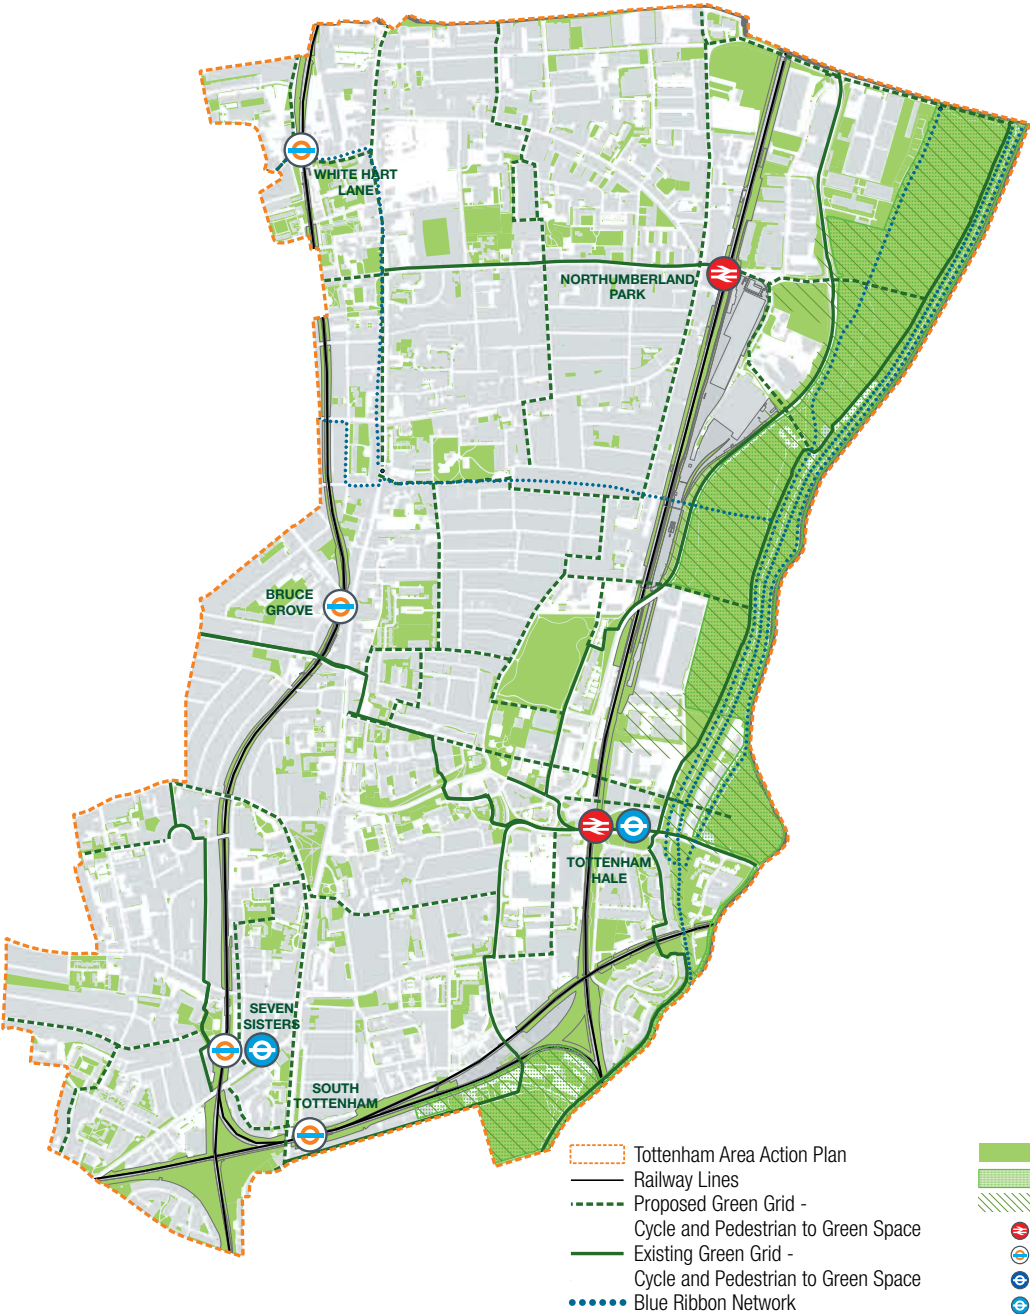 WHITE HART
LANE
NORTHUMBERLAND
PARK
BRUCE
GROVE
TOTTENHAM
HALE
SEVEN
SISTERS
SOUTH
TOTTENHAM
Tottenham Area Action Plan
Railway Lines
Proposed Green Grid -
Cycle and Pedestrian to Green Space
Existing Green Grid -
Cycle and Pedestrian to Green Space
Blue Ribbon Network